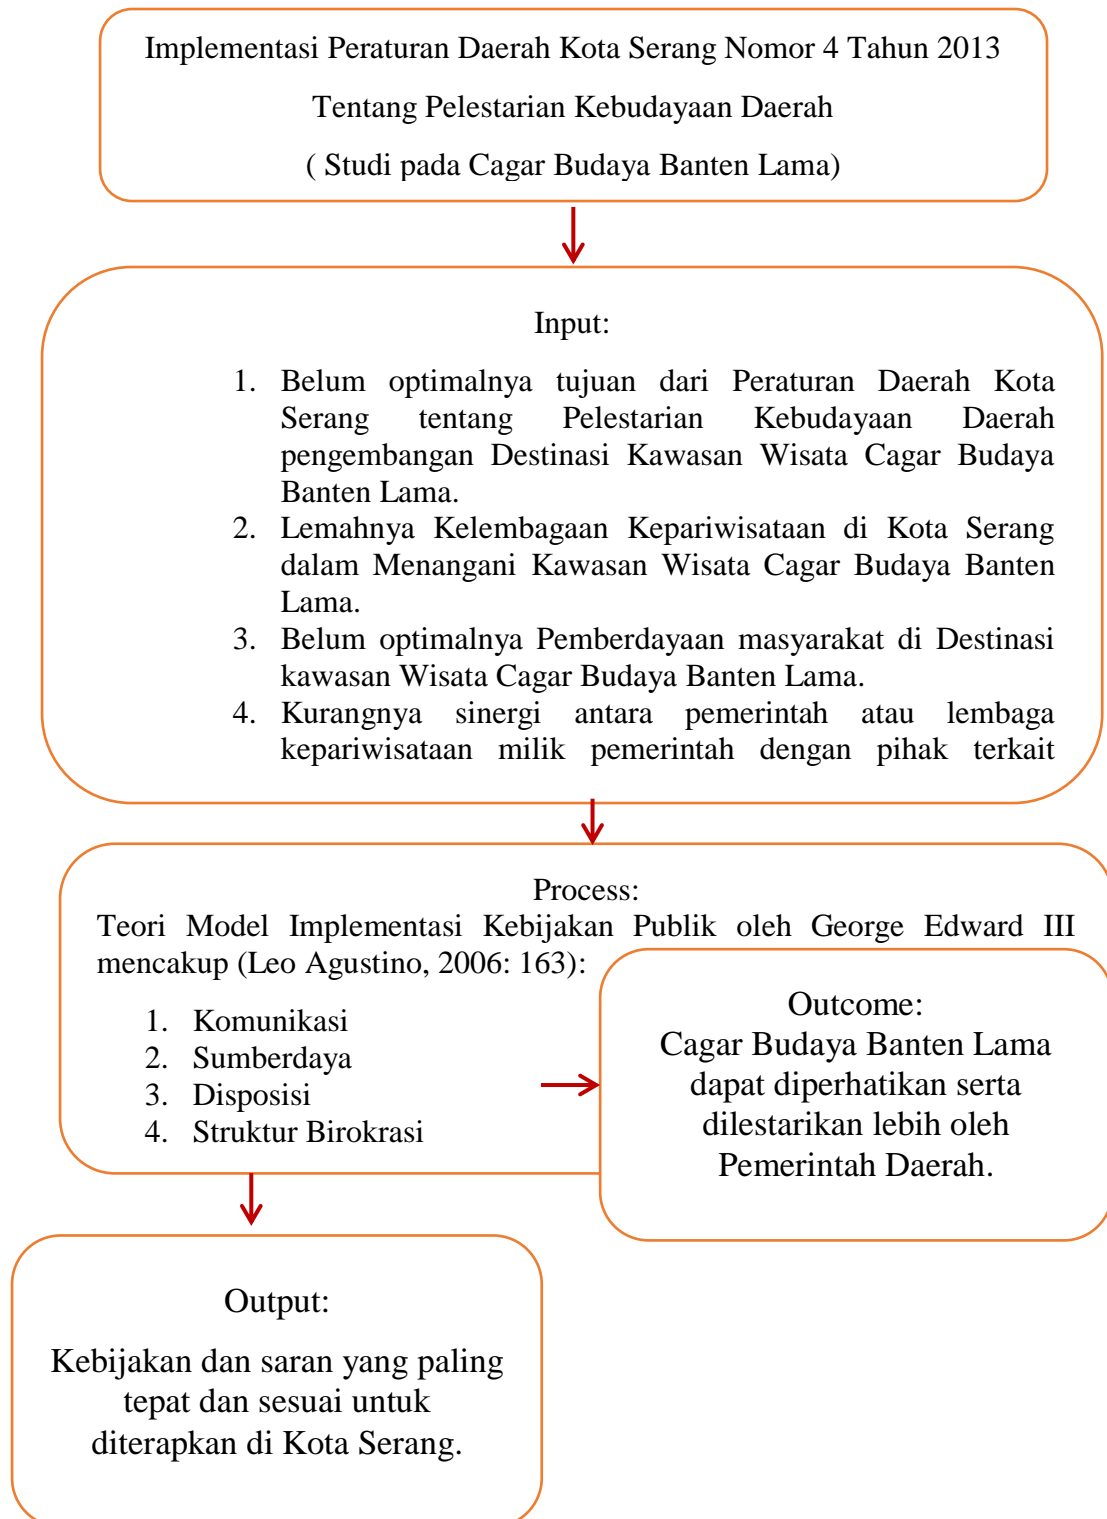 Implementasi Peraturan Daerah Kota Serang Nomor 4 Tahun 2013
Tentang Pelestarian Kebudayaan Daerah
( Studi pada Cagar Budaya Banten Lama)
Input:
1. Belum optimalnya tujuan dari Peraturan Daerah Kota
Serang tentang Pelestarian Kebudayaan Daerah
pengembangan Destinasi Kawasan Wisata Cagar Budaya
Banten Lama.
2. Lemahnya Kelembagaan Kepariwisataan di Kota Serang
dalam Menangani Kawasan Wisata Cagar Budaya Banten
Lama.
3. Belum optimalnya Pemberdayaan masyarakat di Destinasi
kawasan Wisata Cagar Budaya Banten Lama.
4. Kurangnya sinergi antara pemerintah atau lembaga
kepariwisataan milik pemerintah dengan pihak terkait
Process:
Teori Model Implementasi Kebijakan Publik oleh George Edward III
mencakup (Leo Agustino, 2006: 163):
1. Komunikasi
2. Sumberdaya
3. Disposisi
4. Struktur Birokrasi
Outcome:
Cagar Budaya Banten Lama
dapat diperhatikan serta
dilestarikan lebih oleh
Pemerintah Daerah.
Output:
Kebijakan dan saran yang paling
tepat dan sesuai untuk
diterapkan di Kota Serang.